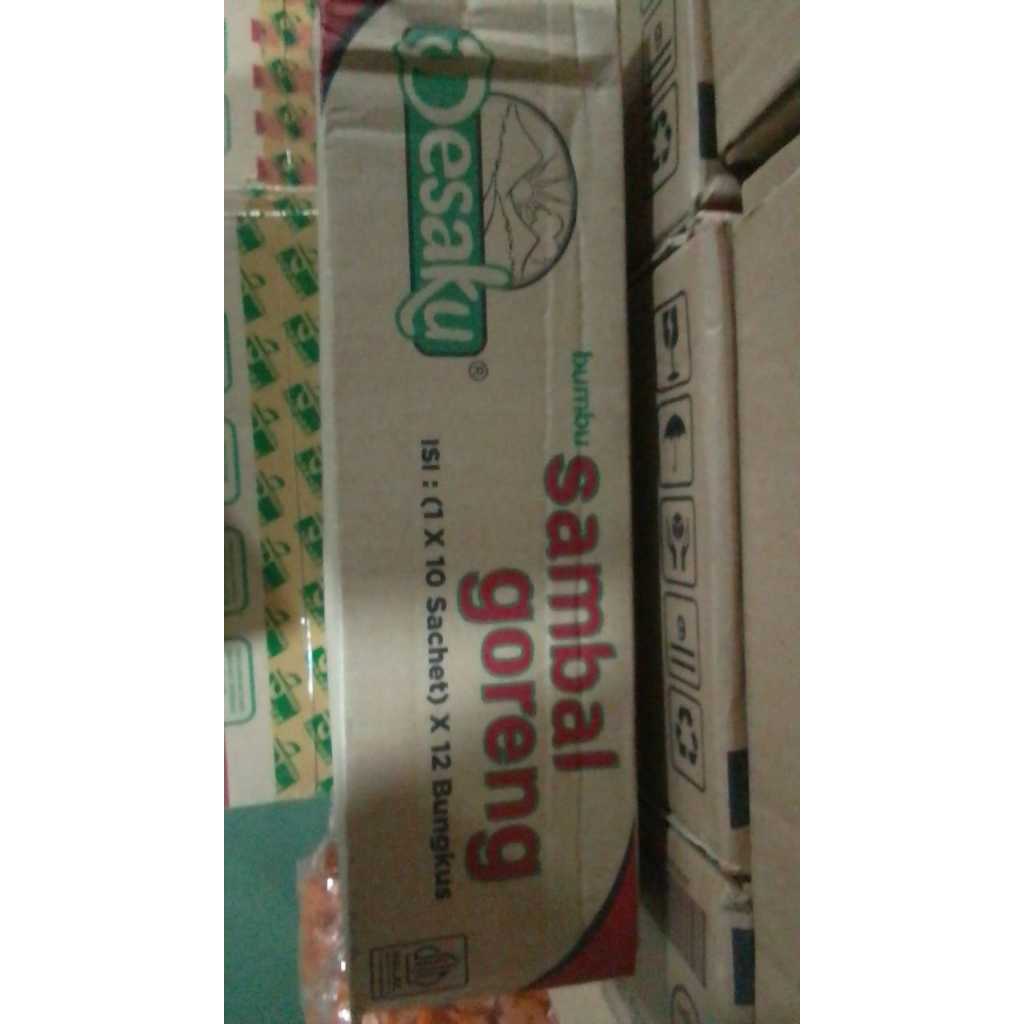 Desaku®
bumbu
sambal
goreng
ISI : (1 X 10 Sachet) X 12 Bungkus